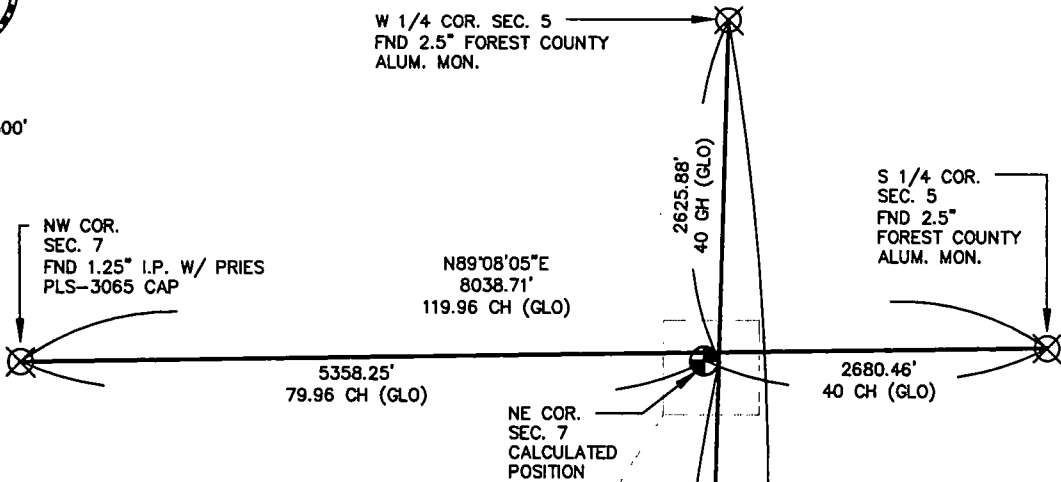 W 1/4 COR. SEC. 5
FND 2.5" FOREST COUNTY
ALUM. MON.
00'
2625.88'
40 CH (GLO)
S 1/4 COR.
SEC. 5
FND 2.5"
FOREST COUNTY
ALUM. MON.
NW COR.
SEC. 7
FND 1.25" I.P. W/ PRIES
PLS-3065 CAP
N89°08'05"E
8038.71'
119.96 CH (GLO)
5358.25'
79.96 CH (GLO)
2680.46'
40 CH (GLO)
NE COR.
SEC. 7
CALCULATED
POSITION